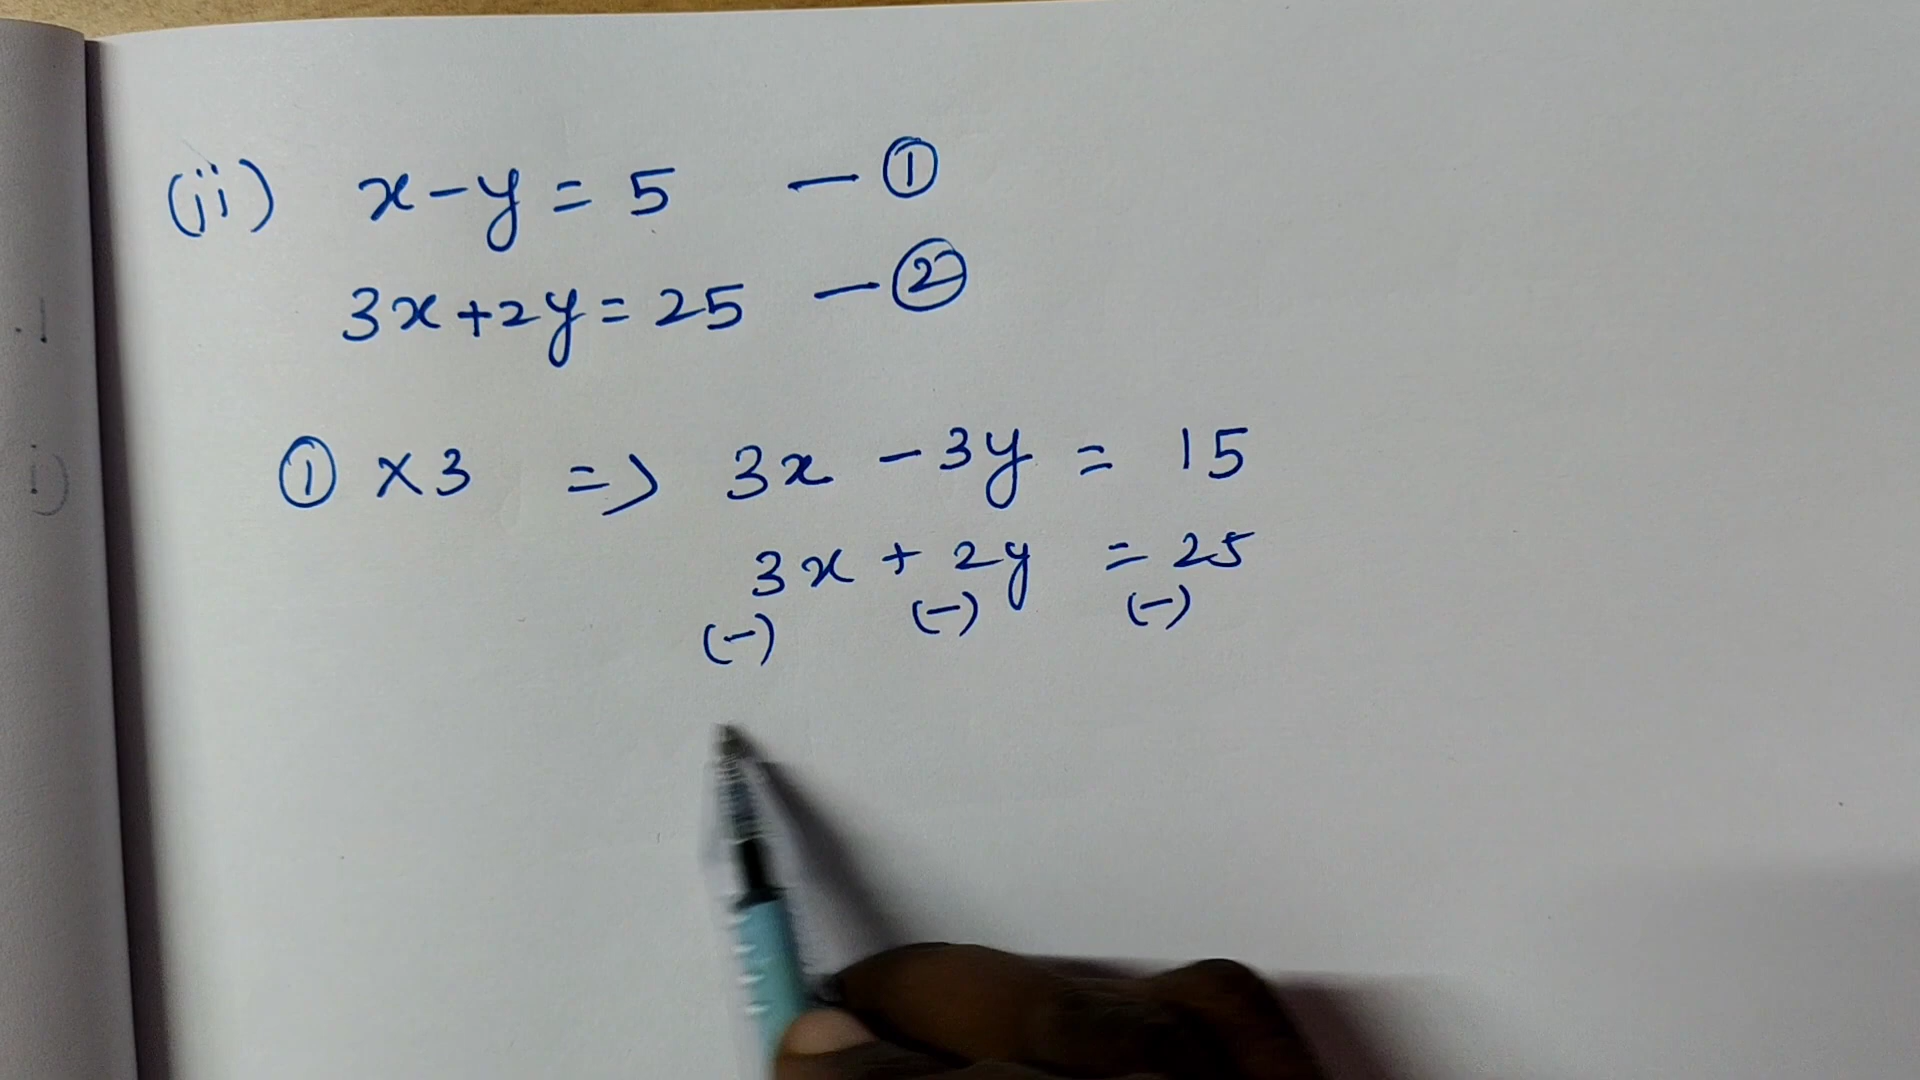 (ii) x - y = 5 — ①
3x + 2y = 25 — ②
① × 3 => 3x - 3y = 15
3x + 2y = 25
(-) (-) (-)